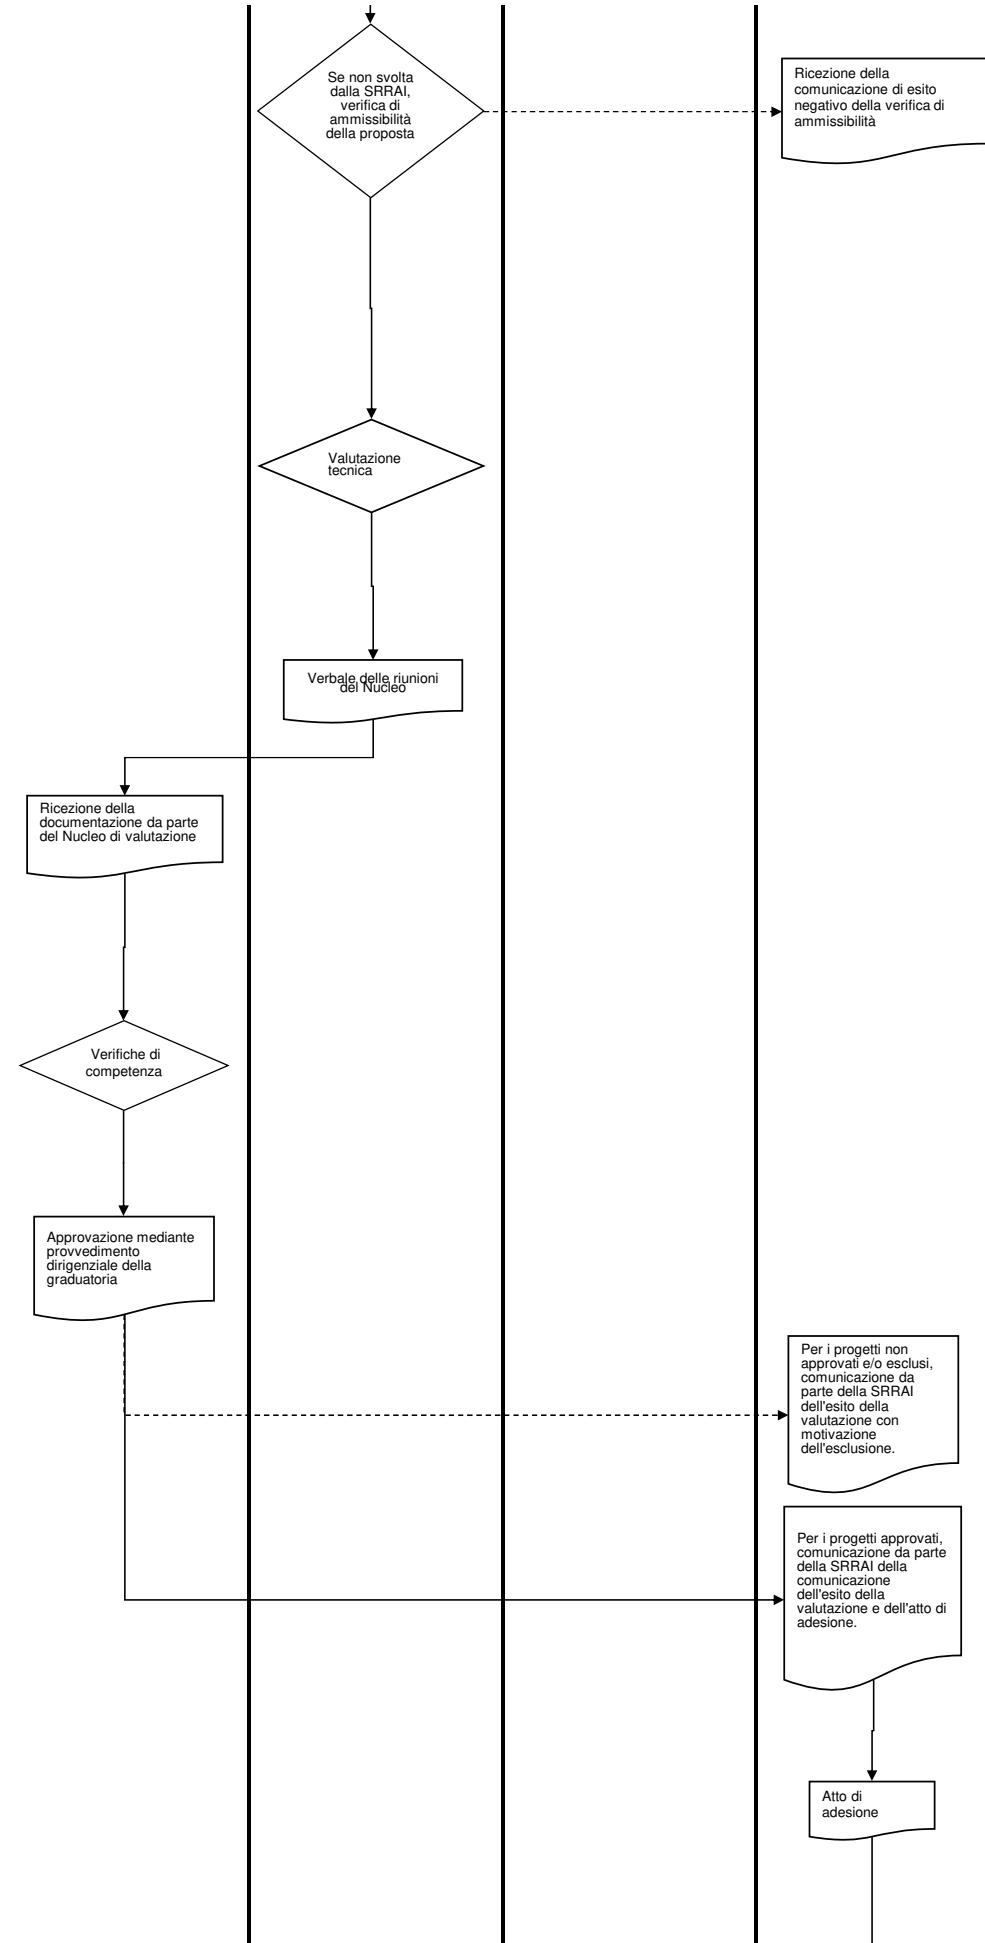 Se non svolta
dalla SRRAI,
verifica di
ammissibilità
della proposta
Ricezione della
comunicazione di esito
negativo della verifica di
ammissibilità
Valutazione
tecnica
Verbale delle riunioni
del Nucleo
Ricezione della
documentazione da parte
del Nucleo di valutazione
Verifiche di
competenza
Approvazione mediante
provvedimento
dirigenziale della
graduatoria
Per i progetti non
approvati e/o esclusi,
comunicazione da
parte della SRRAI
dell'esito della
valutazione con
motivazione
dell'esclusione.
Per i progetti approvati,
comunicazione da parte
della SRRAI della
comunicazione
dell'esito della
valutazione e dell'atto di
adesione.
Atto di
adesione